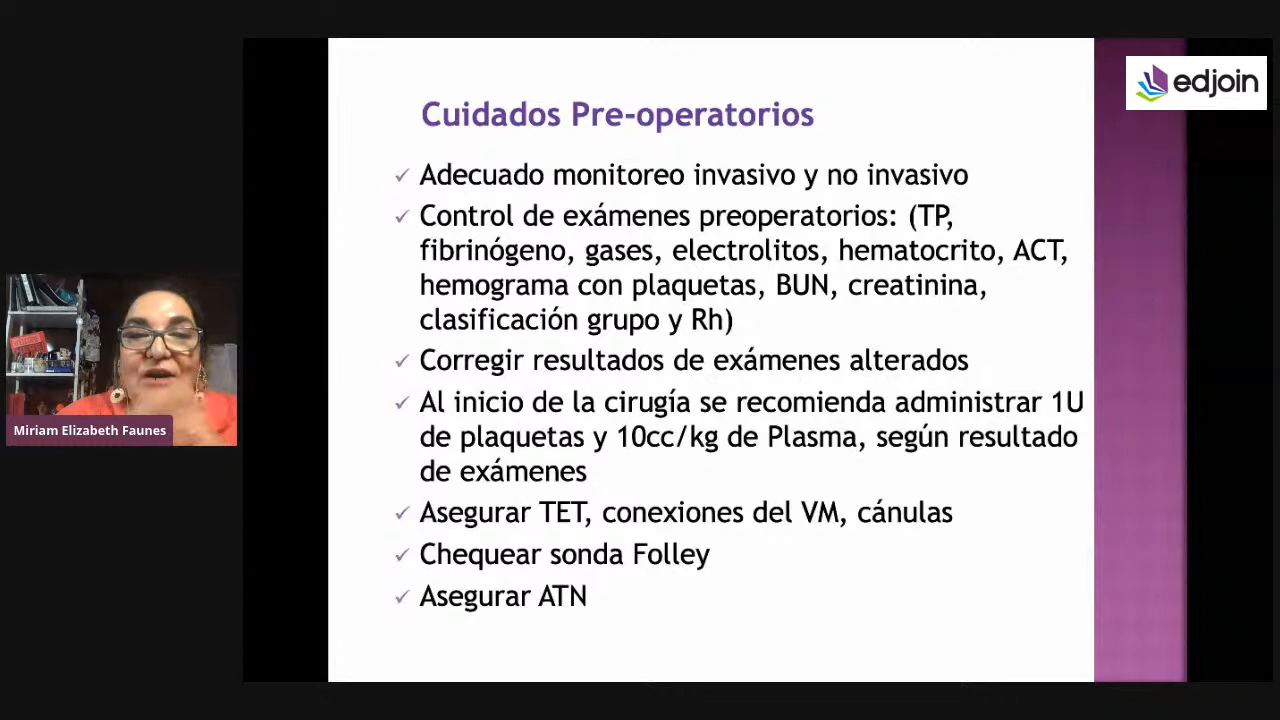 edjoin
Cuidados Pre-operatorios
✓ Adecuado monitoreo invasivo y no invasivo
✓ Control de exámenes preoperatorios: (TP,
fibrinógeno, gases, electrolitos, hematocrito, ACT,
hemograma con plaquetas, BUN, creatinina,
clasificación grupo y Rh)
✓ Corregir resultados de exámenes alterados
✓ Al inicio de la cirugía se recomienda administrar 1U
de plaquetas y 10cc/kg de Plasma, según resultado
de exámenes
✓ Asegurar TET, conexiones del VM, cánulas
✓ Chequear sonda Folley
✓ Asegurar ATN
Miriam Elizabeth Faunes